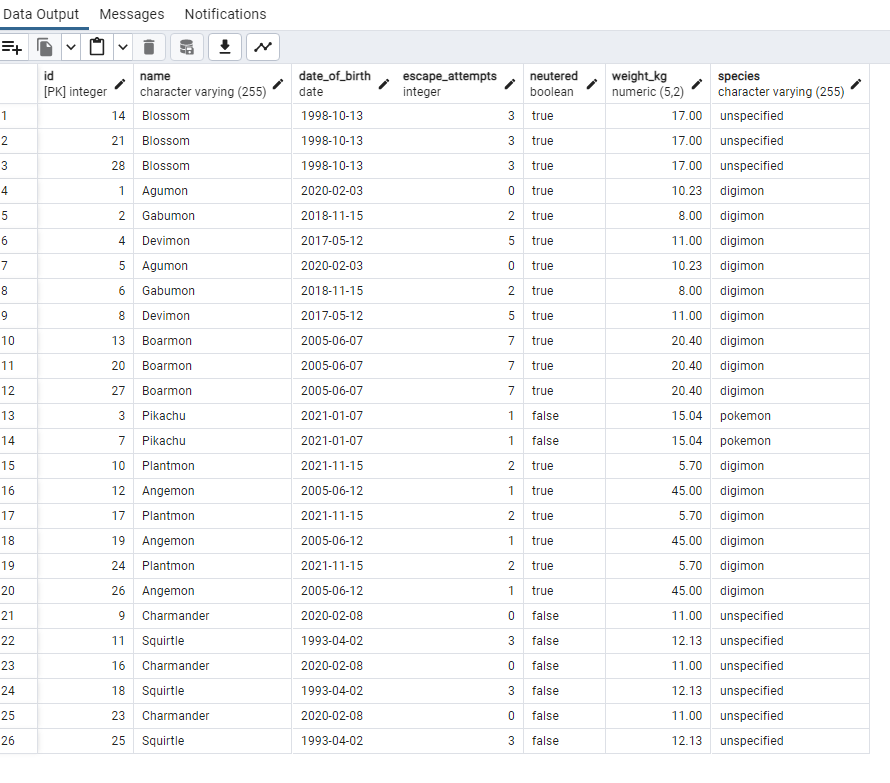 Data Output Messages Notifications
id name date_of_birth escape_attempts neutered weight_kg species
[PK] integer character varying (255) date integer boolean numeric (5,2) character varying (255)
1 14 Blossom 1998-10-13 3 true 17.00 unspecified
2 21 Blossom 1998-10-13 3 true 17.00 unspecified
3 28 Blossom 1998-10-13 3 true 17.00 unspecified
4 1 Agumon 2020-02-03 0 true 10.23 digimon
5 2 Gabumon 2018-11-15 2 true 8.00 digimon
6 4 Devimon 2017-05-12 5 true 11.00 digimon
7 5 Agumon 2020-02-03 0 true 10.23 digimon
8 6 Gabumon 2018-11-15 2 true 8.00 digimon
9 8 Devimon 2017-05-12 5 true 11.00 digimon
10 13 Boarmon 2005-06-07 7 true 20.40 digimon
11 20 Boarmon 2005-06-07 7 true 20.40 digimon
12 27 Boarmon 2005-06-07 7 true 20.40 digimon
13 3 Pikachu 2021-01-07 1 false 15.04 pokemon
14 7 Pikachu 2021-01-07 1 false 15.04 pokemon
15 10 Plantmon 2021-11-15 2 true 5.70 digimon
16 12 Angemon 2005-06-12 1 true 45.00 digimon
17 17 Plantmon 2021-11-15 2 true 5.70 digimon
18 19 Angemon 2005-06-12 1 true 45.00 digimon
19 24 Plantmon 2021-11-15 2 true 5.70 digimon
20 26 Angemon 2005-06-12 1 true 45.00 digimon
21 9 Charmander 2020-02-08 0 false 11.00 unspecified
22 11 Squirtle 1993-04-02 3 false 12.13 unspecified
23 16 Charmander 2020-02-08 0 false 11.00 unspecified
24 18 Squirtle 1993-04-02 3 false 12.13 unspecified
25 23 Charmander 2020-02-08 0 false 11.00 unspecified
26 25 Squirtle 1993-04-02 3 false 12.13 unspecified